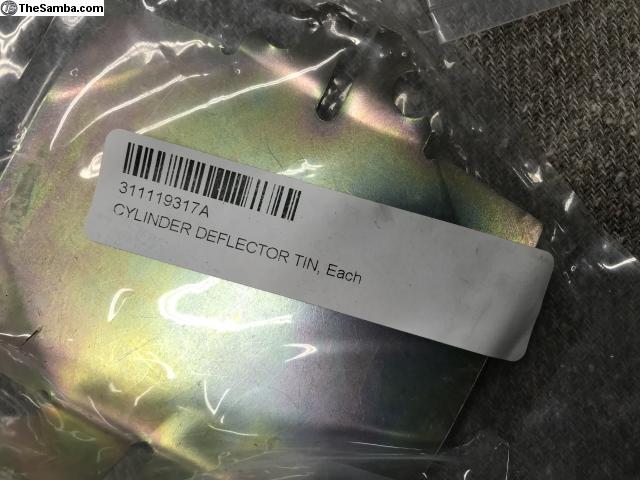 TheSamba.com
311119317A
CYLINDER DEFLECTOR TIN, Each